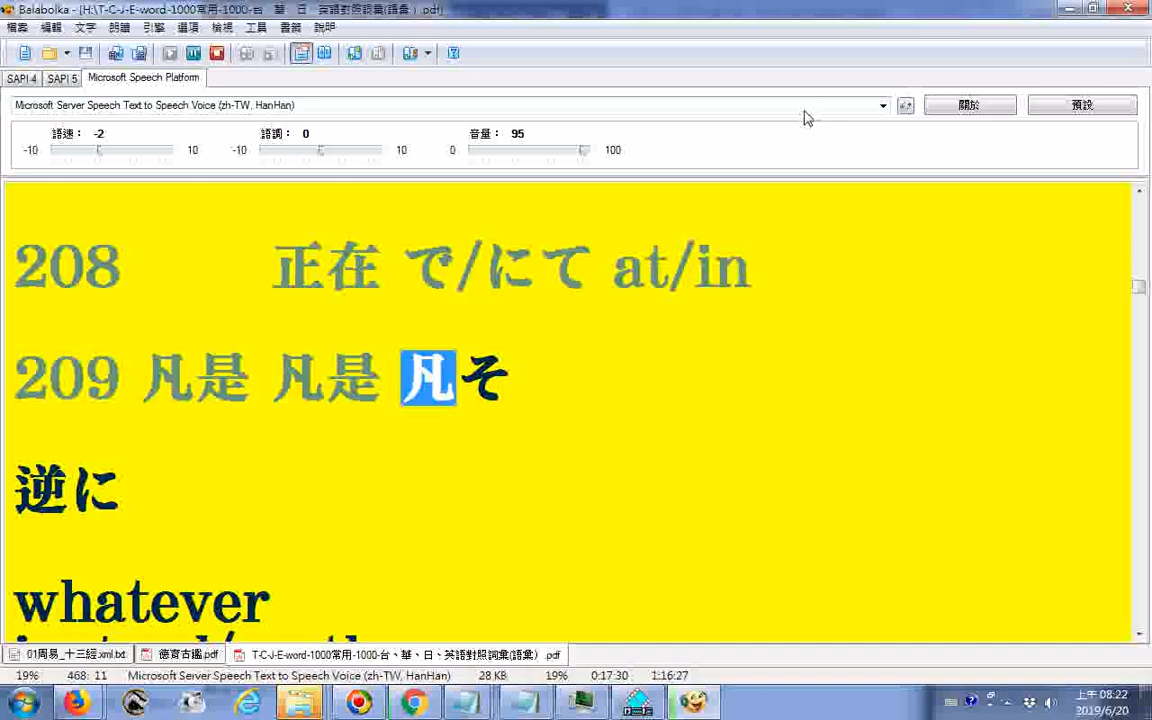 Balabolka - [H:\T-C-J-E-word-1000常用-1000-台、華、日、英語對照詞彙(語彙).pdf]
檔案 編輯 文字 朗讀 引擎 選項 檢視 工具 書籤 說明
SAPI 4 SAPI 5 Microsoft Speech Platform
Microsoft Server Speech Text to Speech Voice (zh-TW, HanHan) 關於 預設
語速： -2 語調： 0 音量： 95
-10 10 -10 10 0 100
208 正在 で/にて at/in
209 凡是 凡是 凡そ
逆に
whatever
01周易_十三經.xml.txt 德育古鑑.pdf T-C-J-E-word-1000常用-1000-台、華、日、英語對照詞彙(語彙).pdf
19% 468: 11 Microsoft Server Speech Text to Speech Voice (zh-TW, HanHan) 19% 28 KB 0:17:30 1:16:27
上午 08:22
2019/6/20